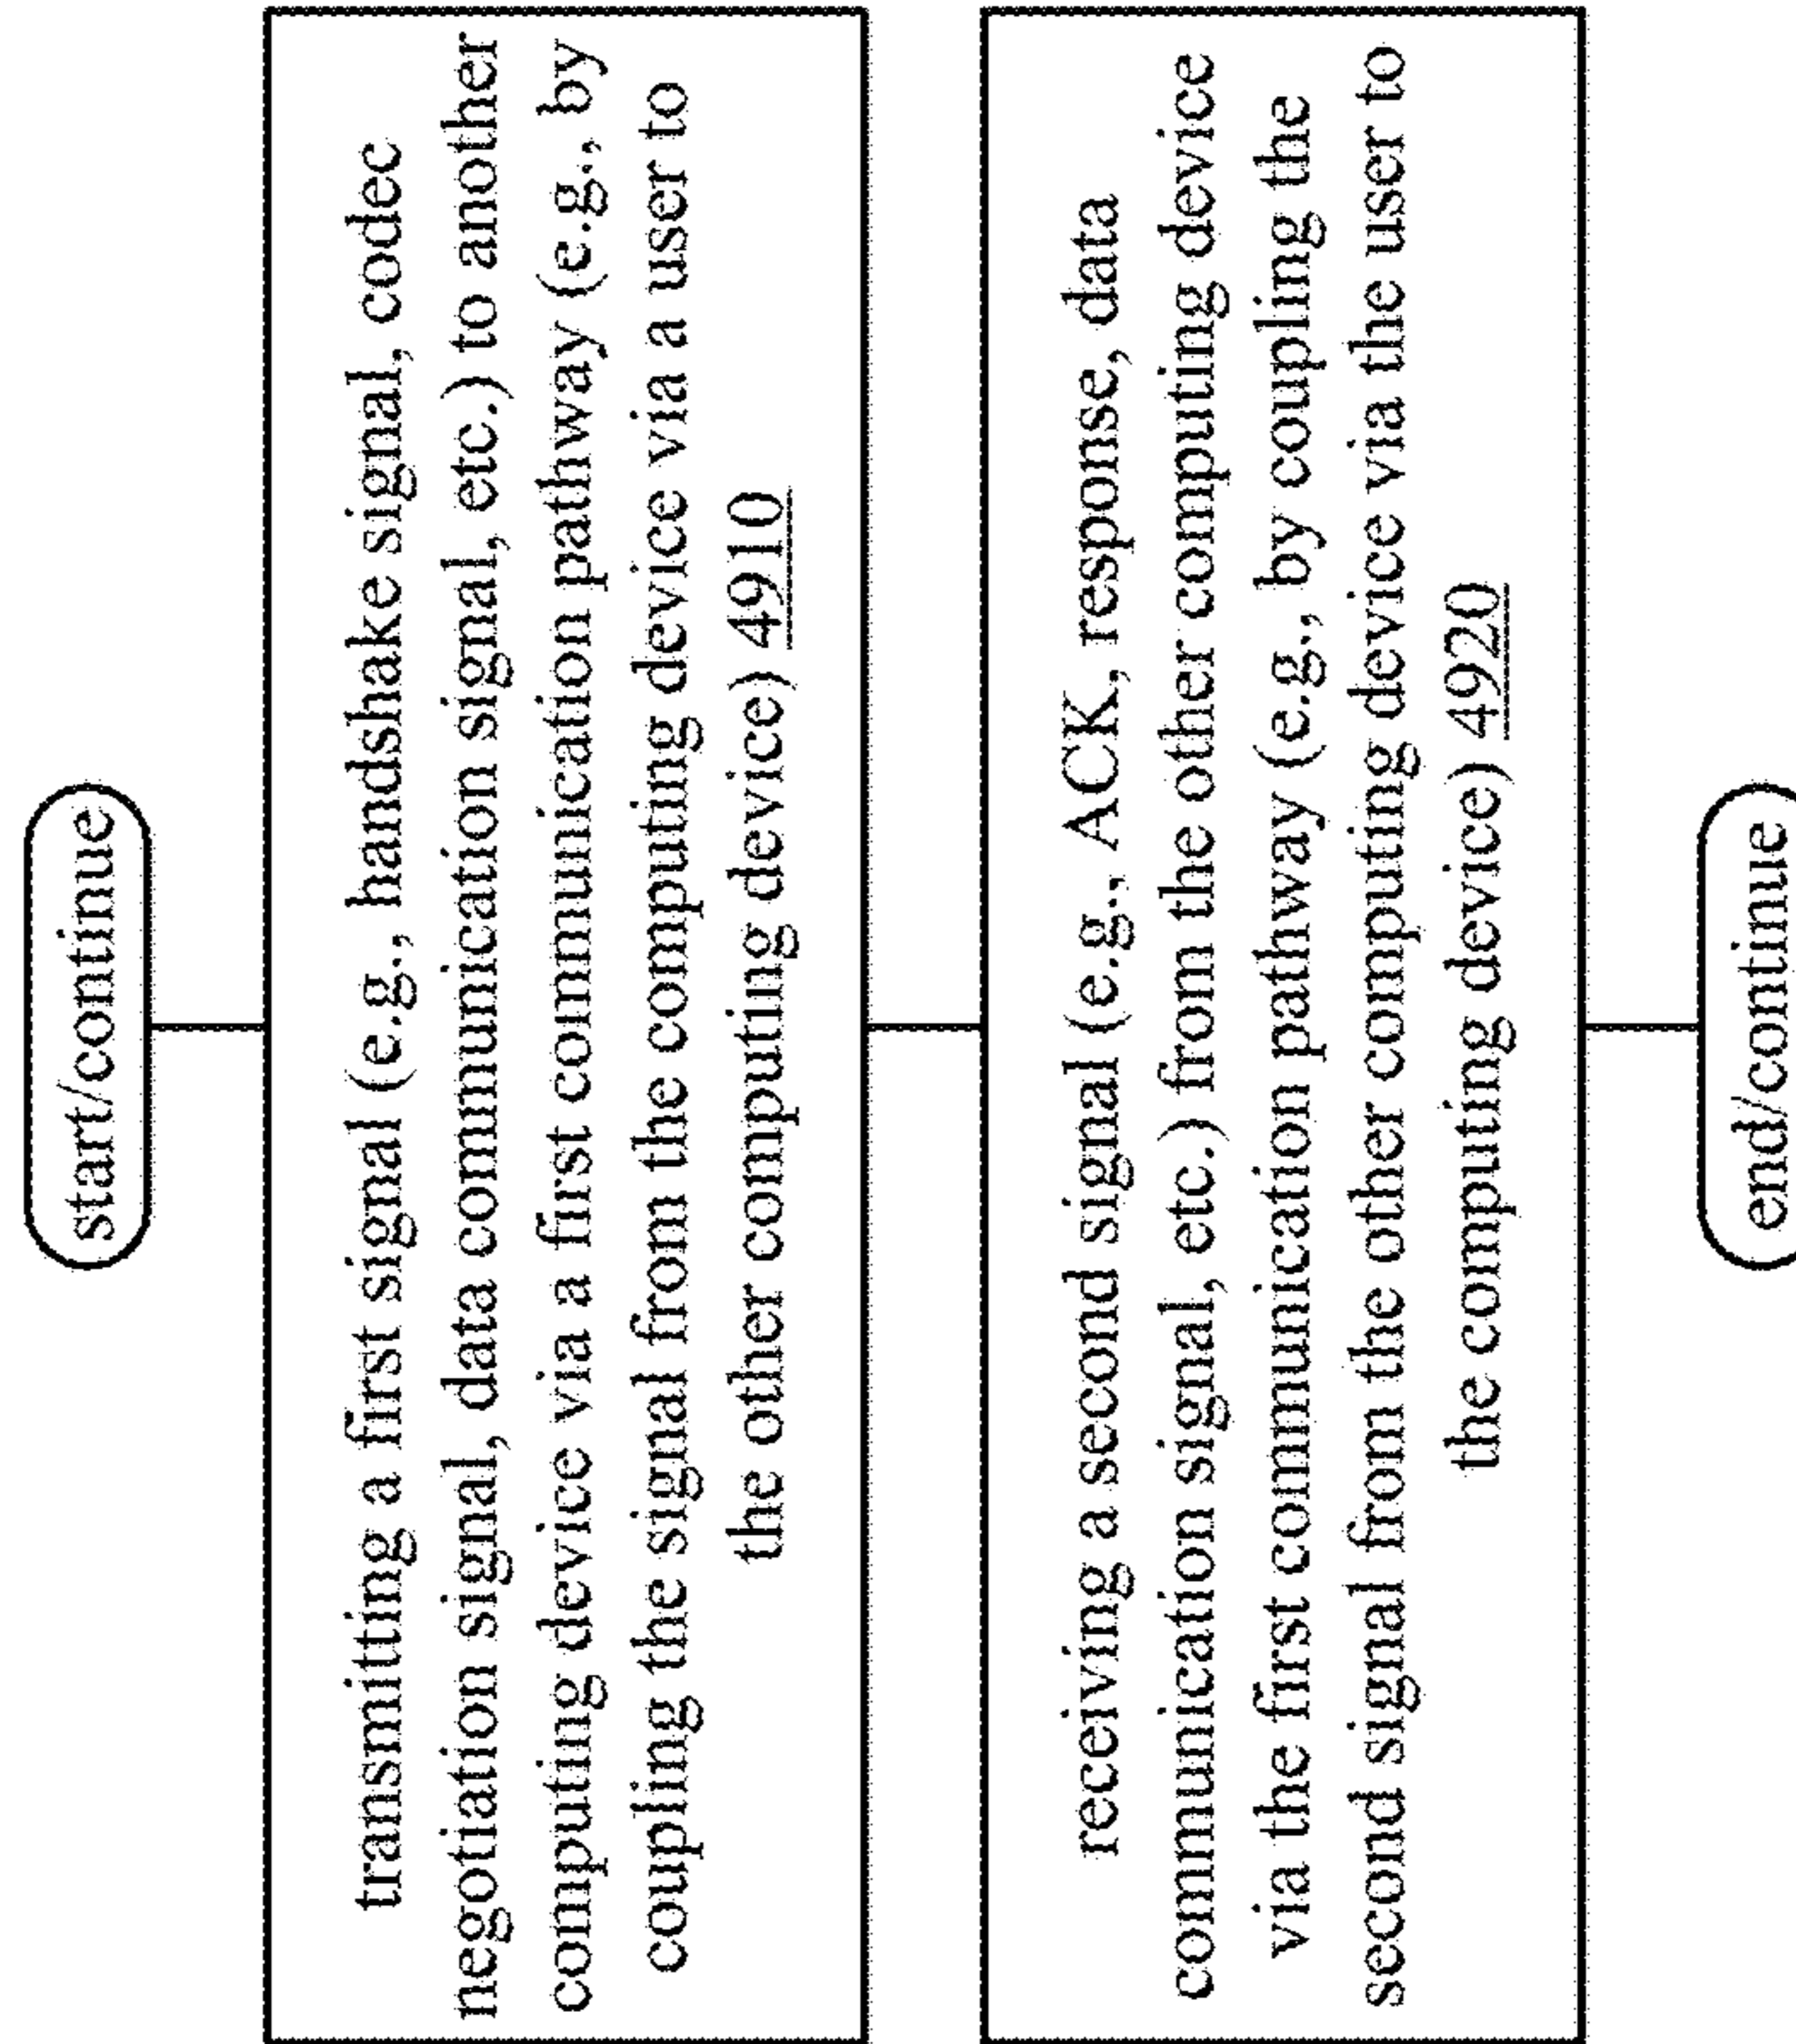 start/continue
transmitting a first signal (e.g., handshake signal, codec
negotiation signal, data communication signal, etc.) to another
computing device via a first communication pathway (e.g., by
coupling the signal from the computing device via a user to
the other computing device) 4910
receiving a second signal (e.g., ACK, response, data
communication signal, etc.) from the other computing device
via the first communication pathway (e.g., by coupling the
second signal from the other computing device via the user to
the computing device) 4920
end/continue